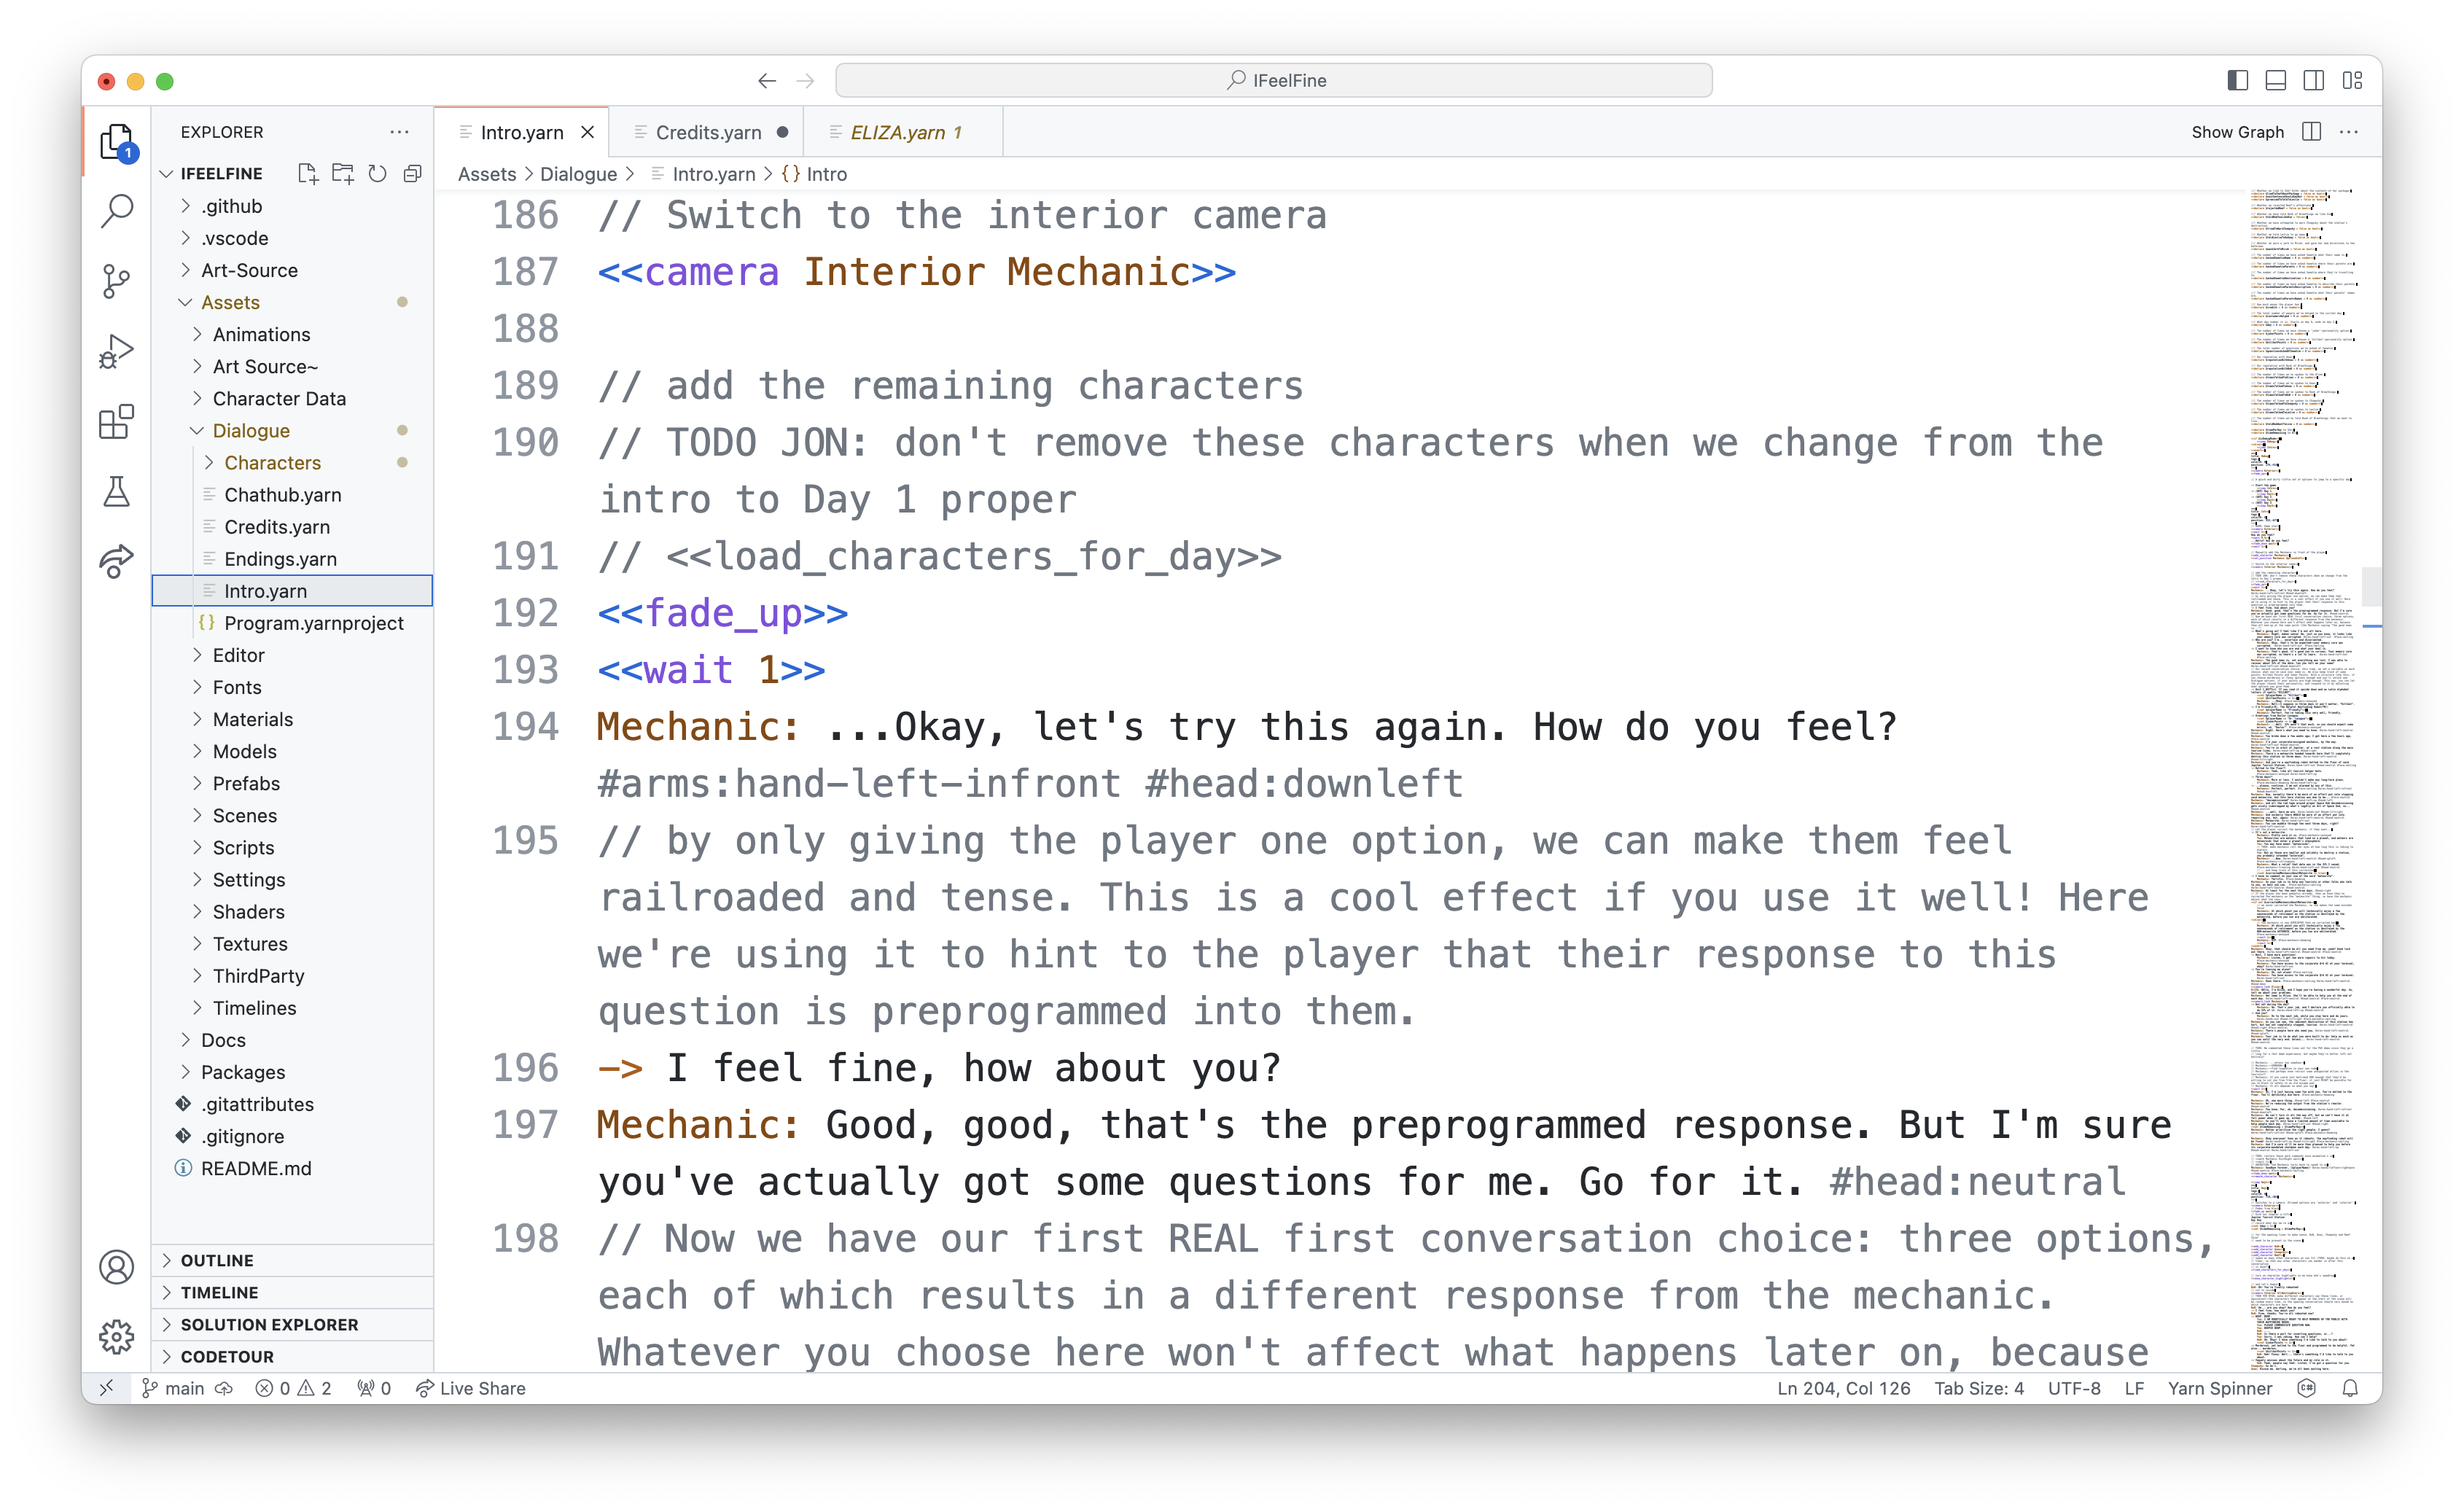 IFeelFine
EXPLORER
IFEELFINE
.github
.vscode
Art-Source
Assets
Animations
Art Source~
Character Data
Dialogue
Characters
Chathub.yarn
Credits.yarn
Endings.yarn
Intro.yarn
Program.yarnproject
Editor
Fonts
Materials
Models
Prefabs
Scenes
Scripts
Settings
Shaders
Textures
ThirdParty
Timelines
Docs
Packages
.gitattributes
.gitignore
README.md
OUTLINE
TIMELINE
SOLUTION EXPLORER
CODETOUR
1
Intro.yarn
Credits.yarn
ELIZA.yarn 1
Show Graph
Assets > Dialogue > Intro.yarn > {} Intro
186 // Switch to the interior camera
187 <<camera Interior Mechanic>>
188
189 // add the remaining characters
190 // TODO JON: don't remove these characters when we change from the
intro to Day 1 proper
191 // <<load_characters_for_day>>
192 <<fade_up>>
193 <<wait 1>>
194 Mechanic: ...Okay, let's try this again. How do you feel?
#arms:hand-left-infront #head:downleft
195 // by only giving the player one option, we can make them feel
railroaded and tense. This is a cool effect if you use it well! Here
we're using it to hint to the player that their response to this
question is preprogrammed into them.
196 -> I feel fine, how about you?
197 Mechanic: Good, good, that's the preprogrammed response. But I'm sure
you've actually got some questions for me. Go for it. #head:neutral
198 // Now we have our first REAL first conversation choice: three options,
each of which results in a different response from the mechanic.
Whatever you choose here won't affect what happens later on, because
main
0
2
0
Live Share
Ln 204, Col 126
Tab Size: 4
UTF-8
LF
Yarn Spinner